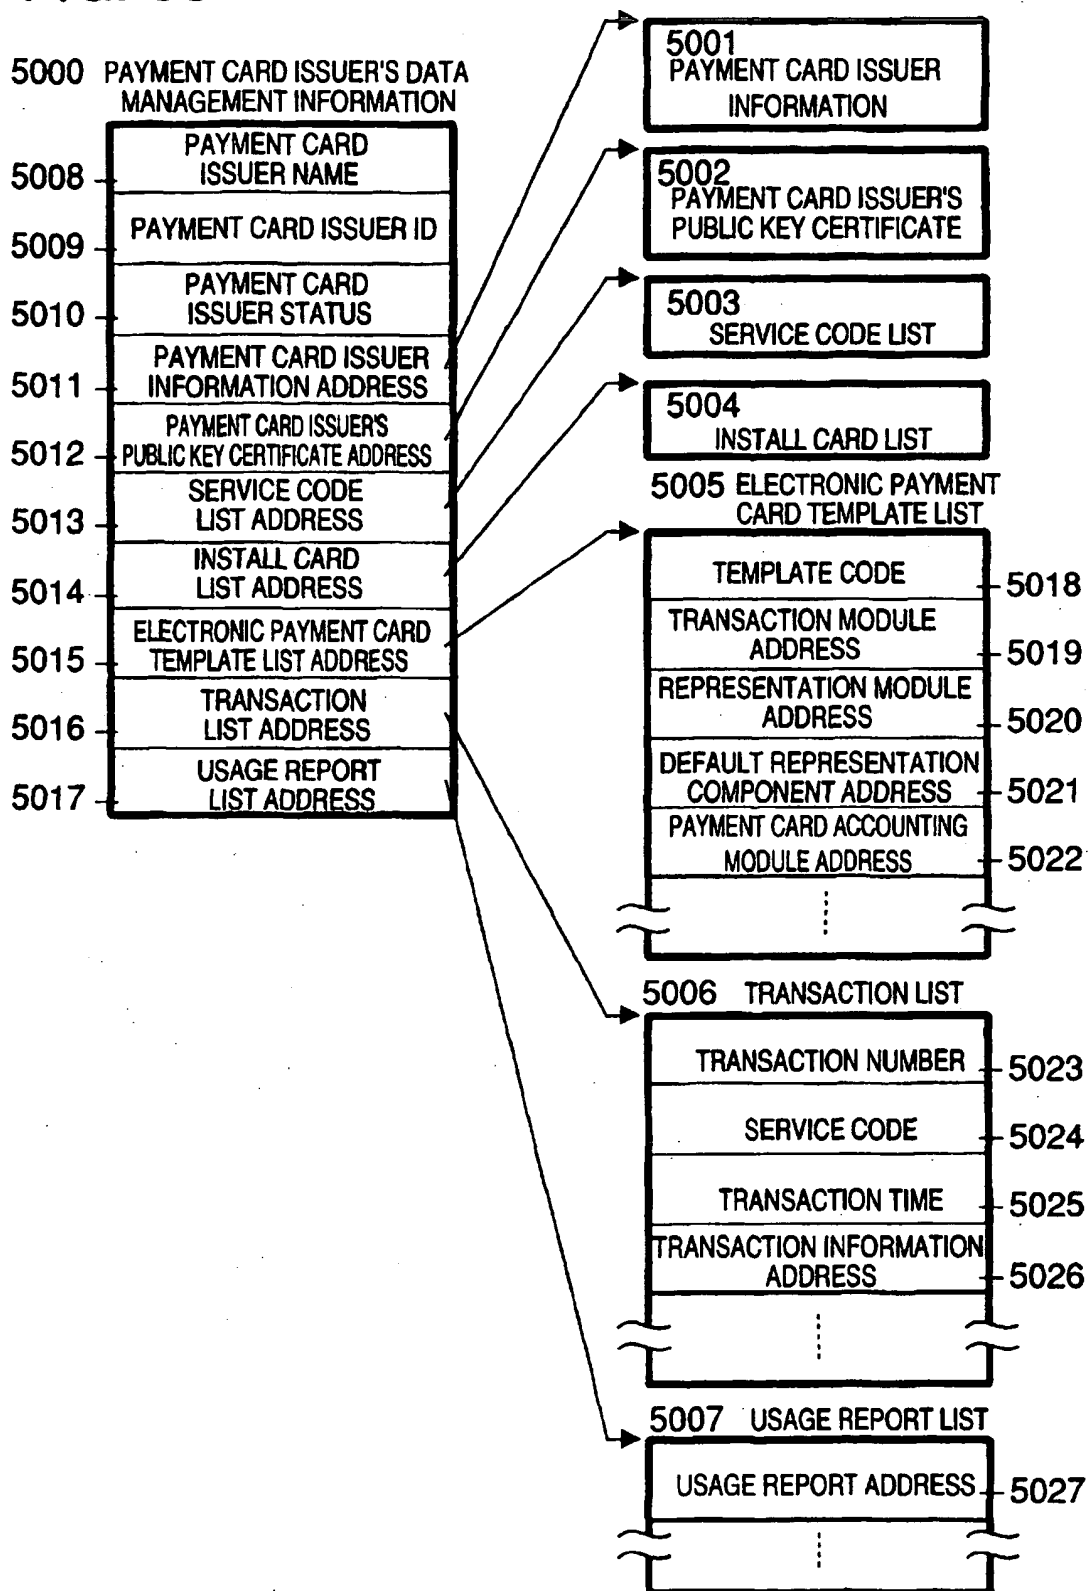 5000 PAYMENT CARD ISSUER'S DATA
MANAGEMENT INFORMATION
PAYMENT CARD
5008 ISSUER NAME
5009 PAYMENT CARD ISSUER ID
PAYMENT CARD
5010 ISSUER STATUS
PAYMENT CARD ISSUER
5011 INFORMATION ADDRESS
PAYMENT CARD ISSUER'S
5012 PUBLIC KEY CERTIFICATE ADDRESS
SERVICE CODE
5013 LIST ADDRESS
INSTALL CARD
5014 LIST ADDRESS
ELECTRONIC PAYMENT CARD
5015 TEMPLATE LIST ADDRESS
TRANSACTION
5016 LIST ADDRESS
USAGE REPORT
5017 LIST ADDRESS
5001
PAYMENT CARD ISSUER
INFORMATION
5002
PAYMENT CARD ISSUER'S
PUBLIC KEY CERTIFICATE
5003
SERVICE CODE LIST
5004
INSTALL CARD LIST
5005 ELECTRONIC PAYMENT
CARD TEMPLATE LIST
TEMPLATE CODE 5018
TRANSACTION MODULE
ADDRESS 5019
REPRESENTATION MODULE
ADDRESS 5020
DEFAULT REPRESENTATION
COMPONENT ADDRESS 5021
PAYMENT CARD ACCOUNTING
MODULE ADDRESS 5022
5006 TRANSACTION LIST
TRANSACTION NUMBER 5023
SERVICE CODE 5024
TRANSACTION TIME 5025
TRANSACTION INFORMATION
ADDRESS 5026
5007 USAGE REPORT LIST
USAGE REPORT ADDRESS 5027